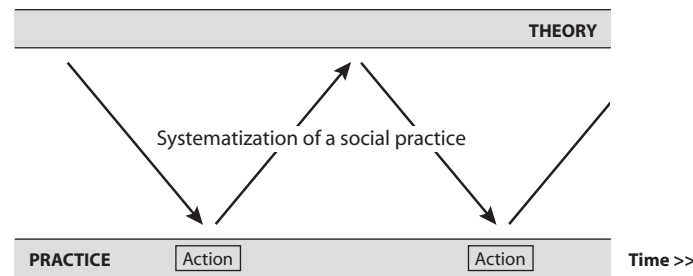 THEORY
Systematization of a social practice
PRACTICE Action Action Time >>